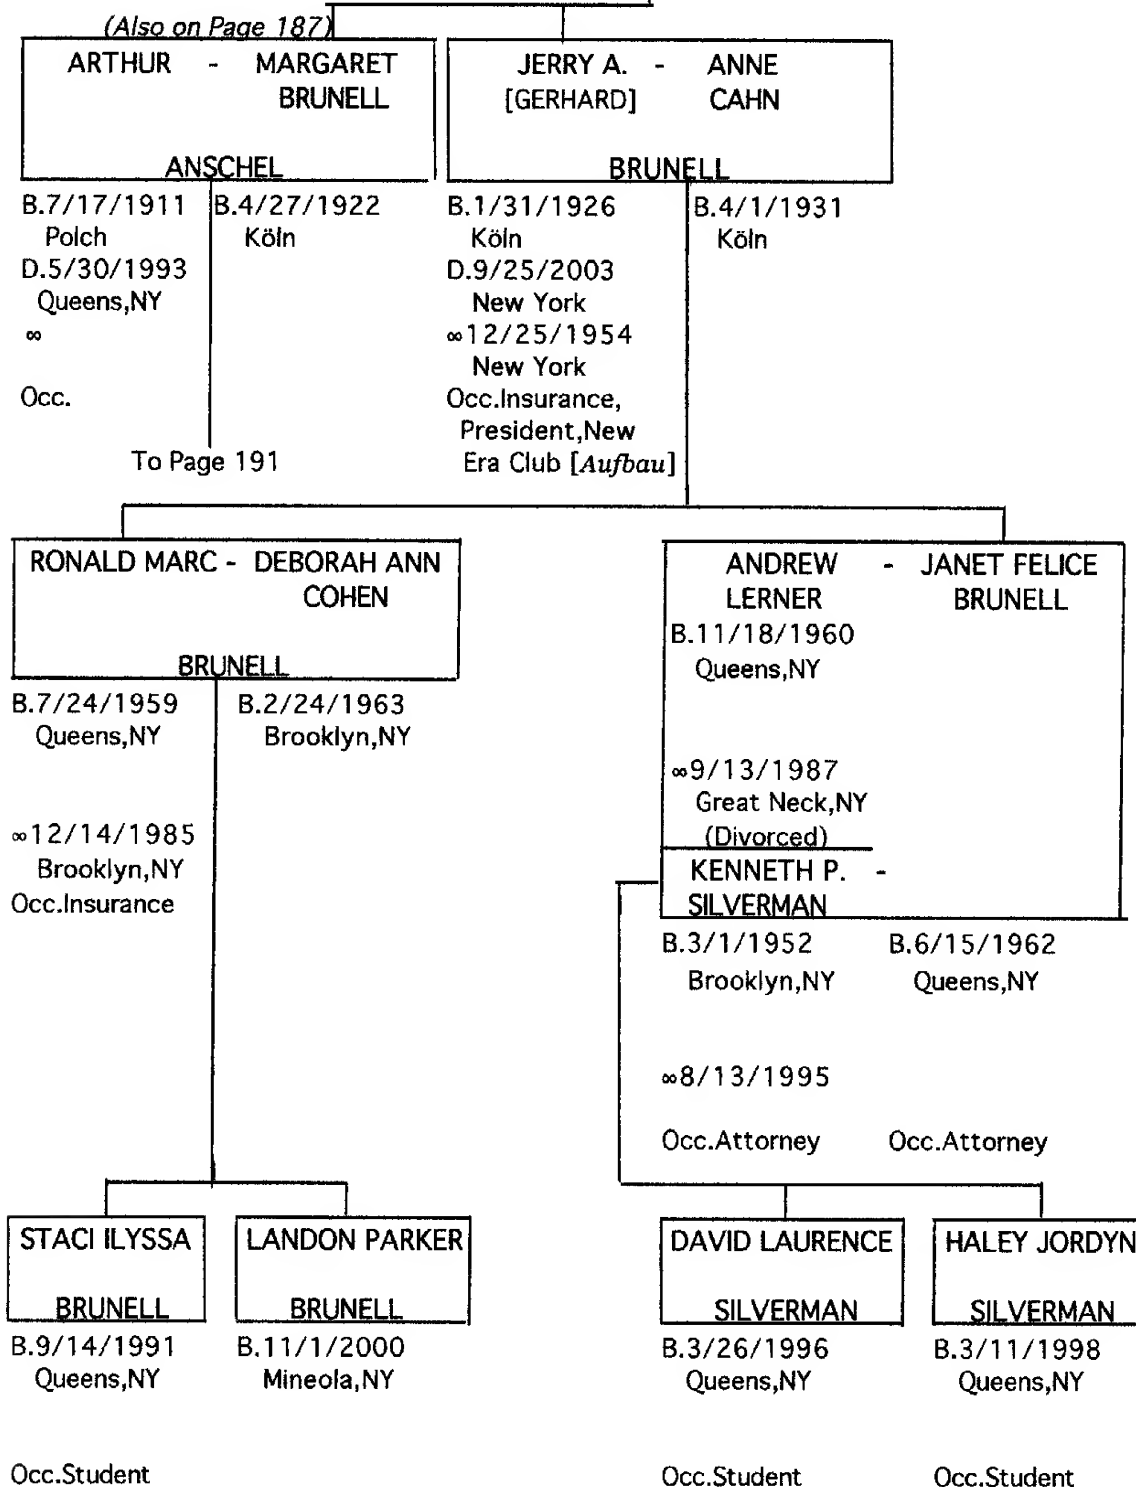 (Also on Page 187)
ARTHUR - MARGARET
BRUNELL
ANSCHEL
B.7/17/1911 B.4/27/1922
Polch Köln
D.5/30/1993
Queens,NY
∞
Occ.
To Page 191
JERRY A. - ANNE
[GERHARD] CAHN
BRUNELL
B.1/31/1926 B.4/1/1931
Köln Köln
D.9/25/2003
New York
∞12/25/1954
New York
Occ.Insurance,
President,New
Era Club [Aufbau]
RONALD MARC - DEBORAH ANN
COHEN
BRUNELL
B.7/24/1959 B.2/24/1963
Queens,NY Brooklyn,NY
∞12/14/1985
Brooklyn,NY
Occ.Insurance
ANDREW - JANET FELICE
LERNER BRUNELL
B.11/18/1960
Queens,NY
∞9/13/1987
Great Neck,NY
(Divorced)
KENNETH P. -
SILVERMAN
B.3/1/1952 B.6/15/1962
Brooklyn,NY Queens,NY
∞8/13/1995
Occ.Attorney Occ.Attorney
STACI ILYSSA
BRUNELL
B.9/14/1991
Queens,NY
Occ.Student
LANDON PARKER
BRUNELL
B.11/1/2000
Mineola,NY
DAVID LAURENCE
SILVERMAN
B.3/26/1996
Queens,NY
Occ.Student
HALEY JORDYN
SILVERMAN
B.3/11/1998
Queens,NY
Occ.Student